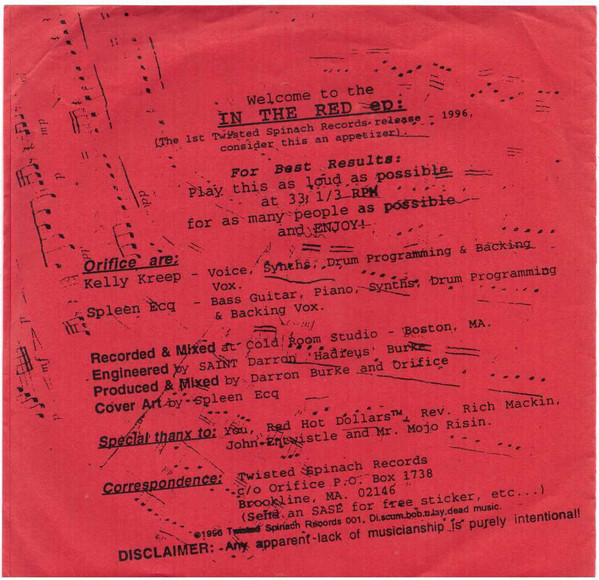 Welcome to the
IN THE RED ep:
(The 1st Twisted Spinach Records release - 1996,
consider this an appetizer).
For Best Results:
Play this as loud as possible
at 33 1/3 RPM
for as many people as possible
and ENJOY!
Orifice are:
Kelly Kreep - Voice, Synths, Drum Programming & Backing
Vox.
Spleen Ecq - Bass Guitar, Piano, Synths, Drum Programming
& Backing Vox.
Recorded & Mixed at Cold Room Studio - Boston, MA.
Engineered by SAINT Darron 'Hadreys' Burke
Produced & Mixed by Darron Burke and Orifice
Cover Art by Spleen Ecq
Special thanx to: You, Red Hot Dollars™, Rev. Rich Mackin,
John Entwistle and Mr. Mojo Risin.
Correspondence: Twisted Spinach Records
c/o Orifice P.O. Box 1738
Brookline, MA. 02146
(Send an SASE for free sticker, etc...)
©1996 Twisted Spinach Records 001, Di.scum.bob.u.lay.dead music.
DISCLAIMER: Any apparent lack of musicianship is purely intentional!
mp
pp
mf
p